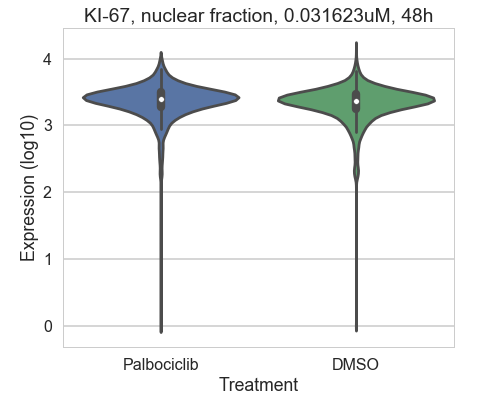 KI-67, nuclear fraction, 0.031623uM, 48h
Expression (log10)
4
3
2
1
0
Palbociclib
DMSO
Treatment